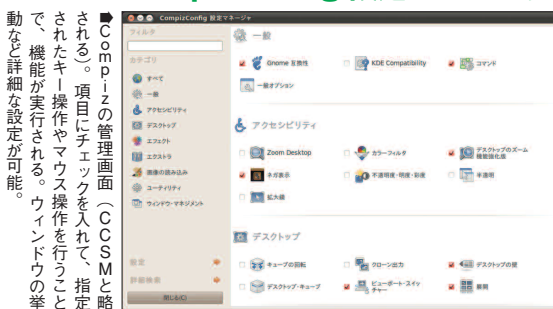 ➡Compizの管理画面（CCSMと略
される）。項目にチェックを入れて、指定
されたキー操作やマウス操作を行うこと
で、機能が実行される。ウィンドウの挙
動など詳細な設定が可能。
CompizConfig 設定マネージャ
フィルタ
カテゴリ
すべて
一般
アクセシビリティ
デスクトップ
エフェクト
エクストラ
画像の読み込み
ユーティリティ
ウィンドウ・マネジメント
設定
詳細検索
閉じる(C)
一般
Gnome 互換性
KDE Compatibility
コマンド
一般オプション
アクセシビリティ
Zoom Desktop
カラーフィルタ
デスクトップのズーム
機能強化版
ネガ表示
不透明度・明度・彩度
半透明
拡大鏡
デスクトップ
キューブの回転
クローン出力
デスクトップの壁
デスクトップ・キューブ
ビューポート・スイッ
チャー
展開